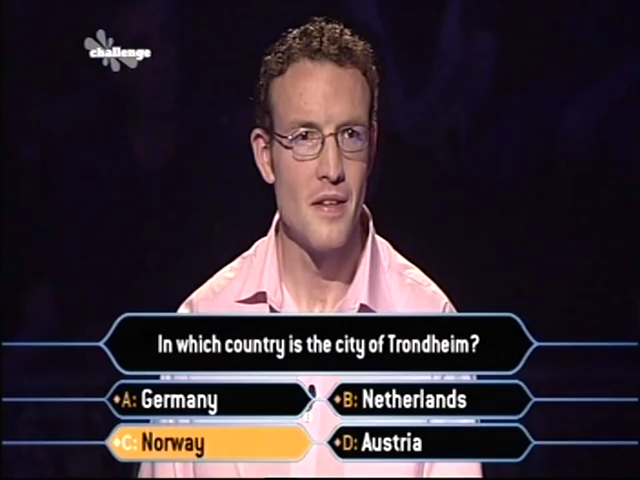 challenge
In which country is the city of Trondheim?
A: Germany
B: Netherlands
C: Norway
D: Austria